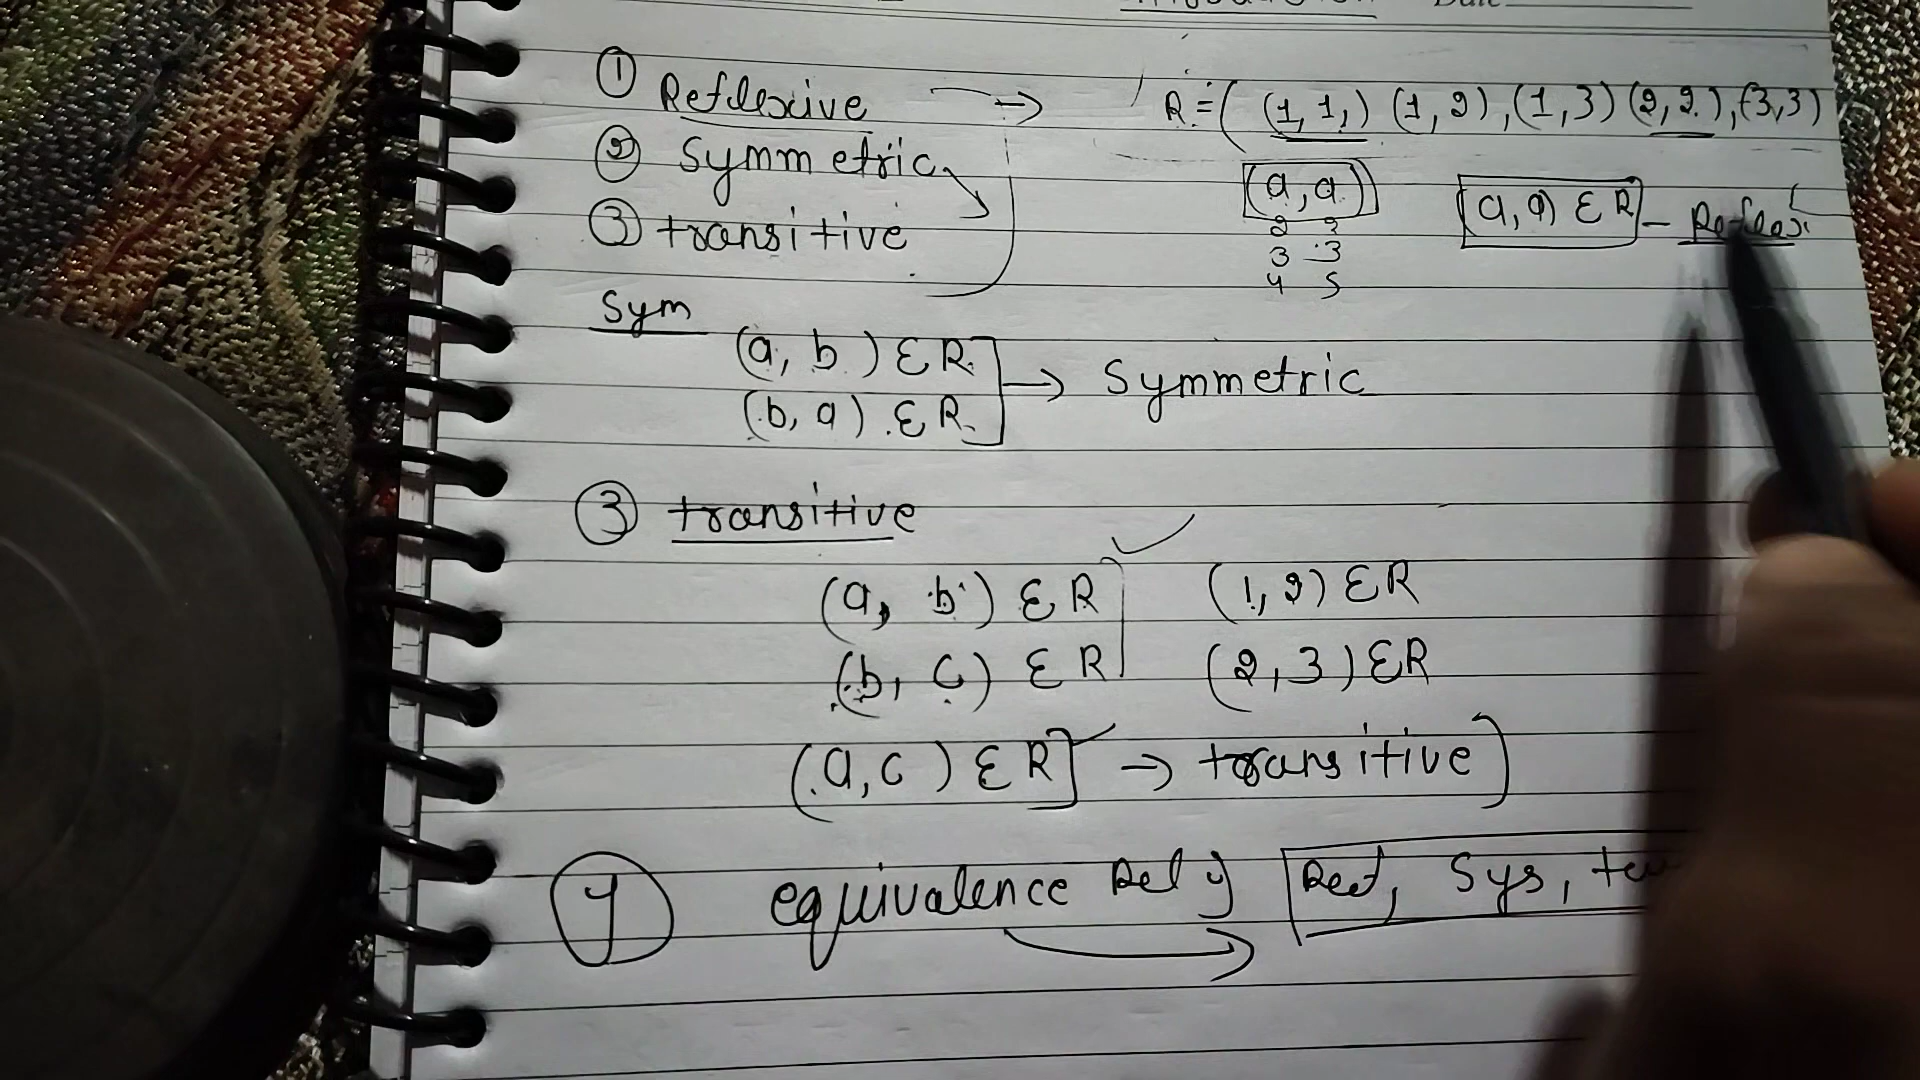 Date
① Reflexive → R = ( (1,1,) (1,2), (1,3) (2,2.), (3,3)
② Symmetric
(a,a) (a,a) Ɛ R - Reflexi
③ transitive
2 2
3 3
4 5
Sym
(a, b) Ɛ R
(b, a) Ɛ R → Symmetric
③ transitive
(a, b) Ɛ R (1,2) Ɛ R
(b, c) Ɛ R (2,3) Ɛ R
(a,c) Ɛ R → transitive
4 equivalence Rel Sys,